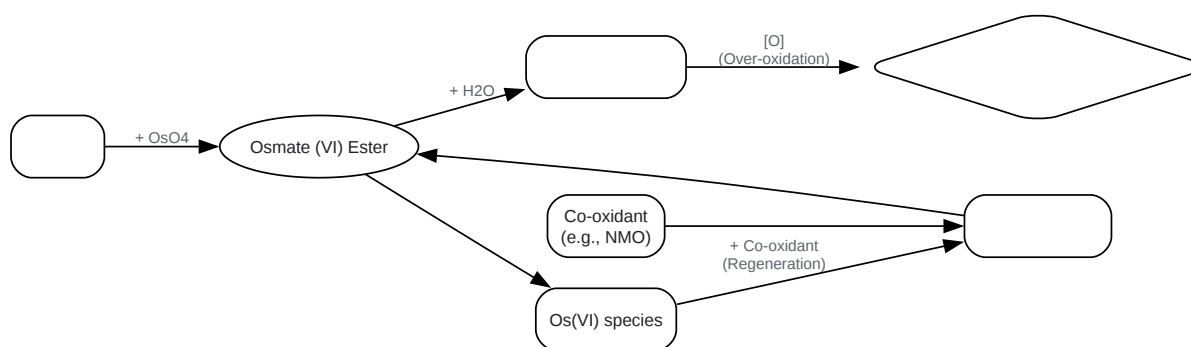 [O]
(Over-oxidation)
+ H2O
+ OsO4
Osmate (VI) Ester
Co-oxidant
(e.g., NMO)
+ Co-oxidant
(Regeneration)
Os(VI) species